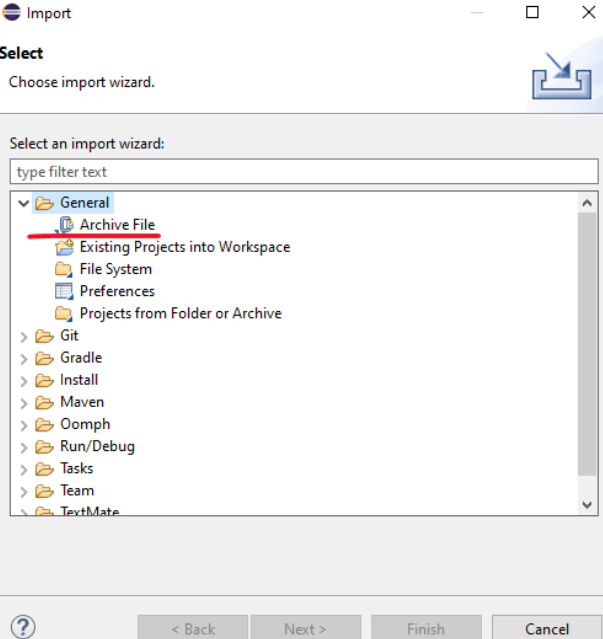 Import
Select
Choose import wizard.
Select an import wizard:
type filter text
General
Archive File
Existing Projects into Workspace
File System
Preferences
Projects from Folder or Archive
Git
Gradle
Install
Maven
Oomph
Run/Debug
Tasks
Team
TextMate
? < Back Next > Finish Cancel